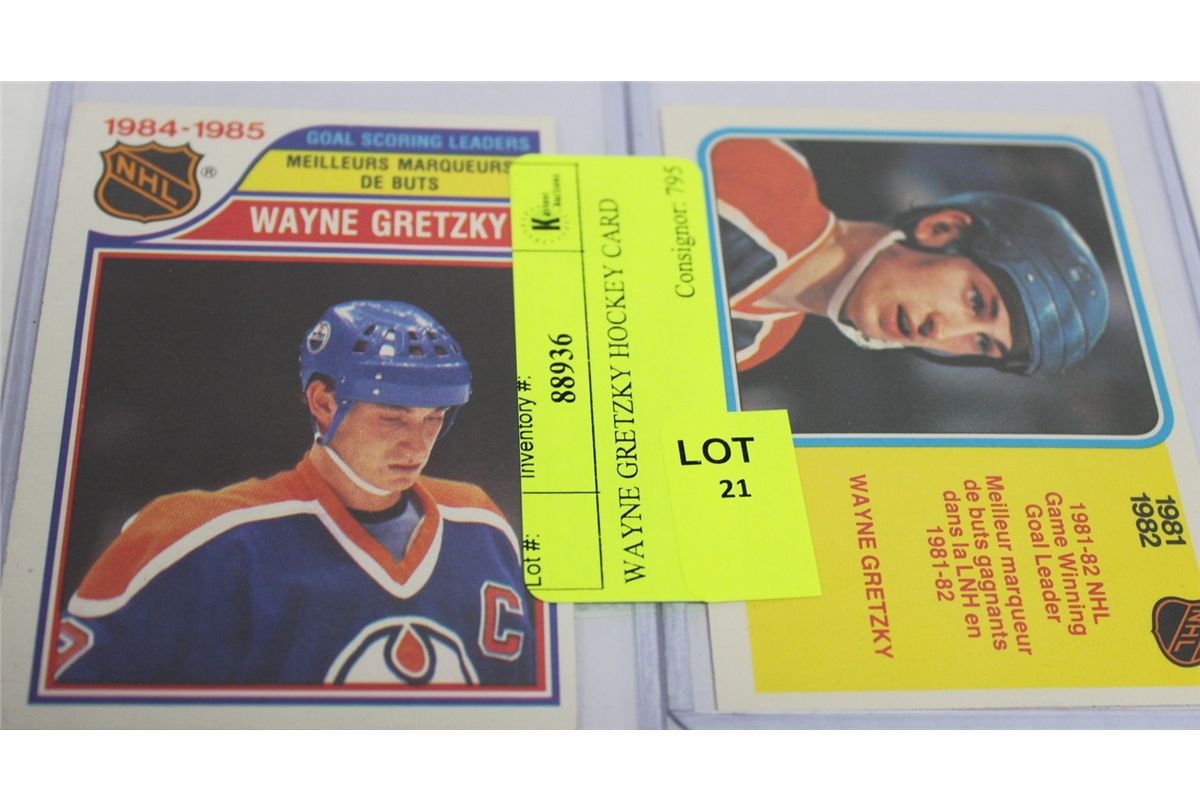 1984-1985
NHL
®
GOAL SCORING LEADERS
MEILLEURS MARQUEURS
DE BUTS
WAYNE GRETZKY
C
Kastner
Auctions
Lot #:
Inventory #:
88936
WAYNE GRETZKY HOCKEY CARD
Consignor: 795
LOT
21
1981
1982
1981-82 NHL
Game Winning
Goal Leader
Meilleur marqueur
de buts gagnants
dans la LNH en
1981-82
WAYNE GRETZKY
NHL